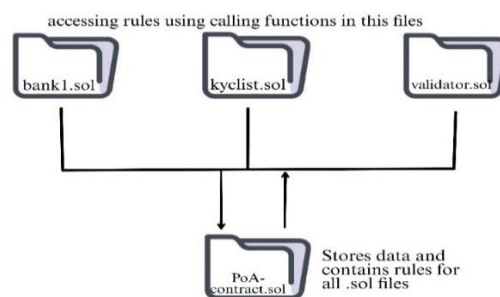 accessing rules using calling functions in this files
bank1.sol
kyclist.sol
validator.sol
PoA-
contract.sol
Stores data and
contains rules for
all .sol files